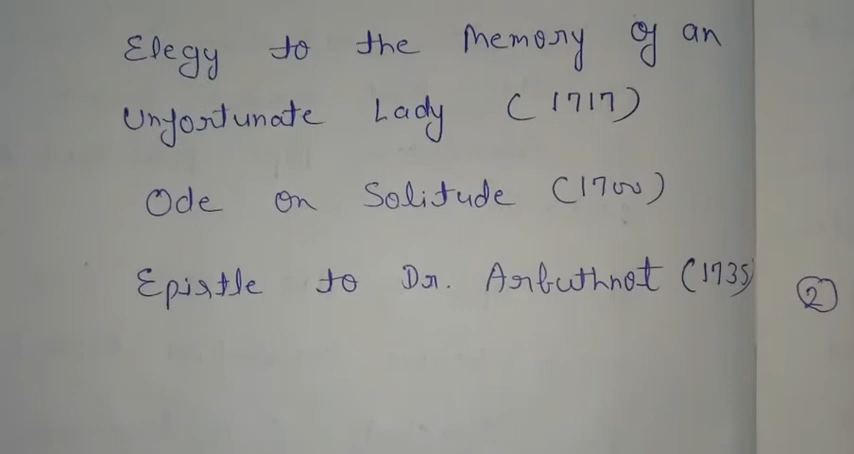 Elegy to the Memory of an
Unfortunate Lady (1717)
Ode on Solitude (1700)
Epistle to Dr. Arbuthnot (1735)
2